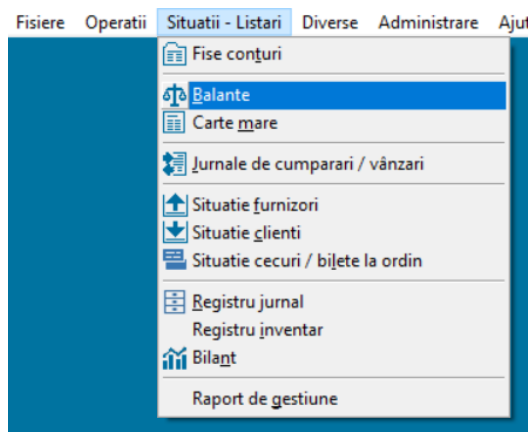 Fisiere Operatii Situatii - Listari Diverse Administrare Ajut
Fise conturi
Balante
Carte mare
Jurnale de cumparari / vânzari
Situatie furnizori
Situatie clienti
Situatie cecuri / bilete la ordin
Registru jurnal
Registru inventar
Bilant
Raport de gestiune